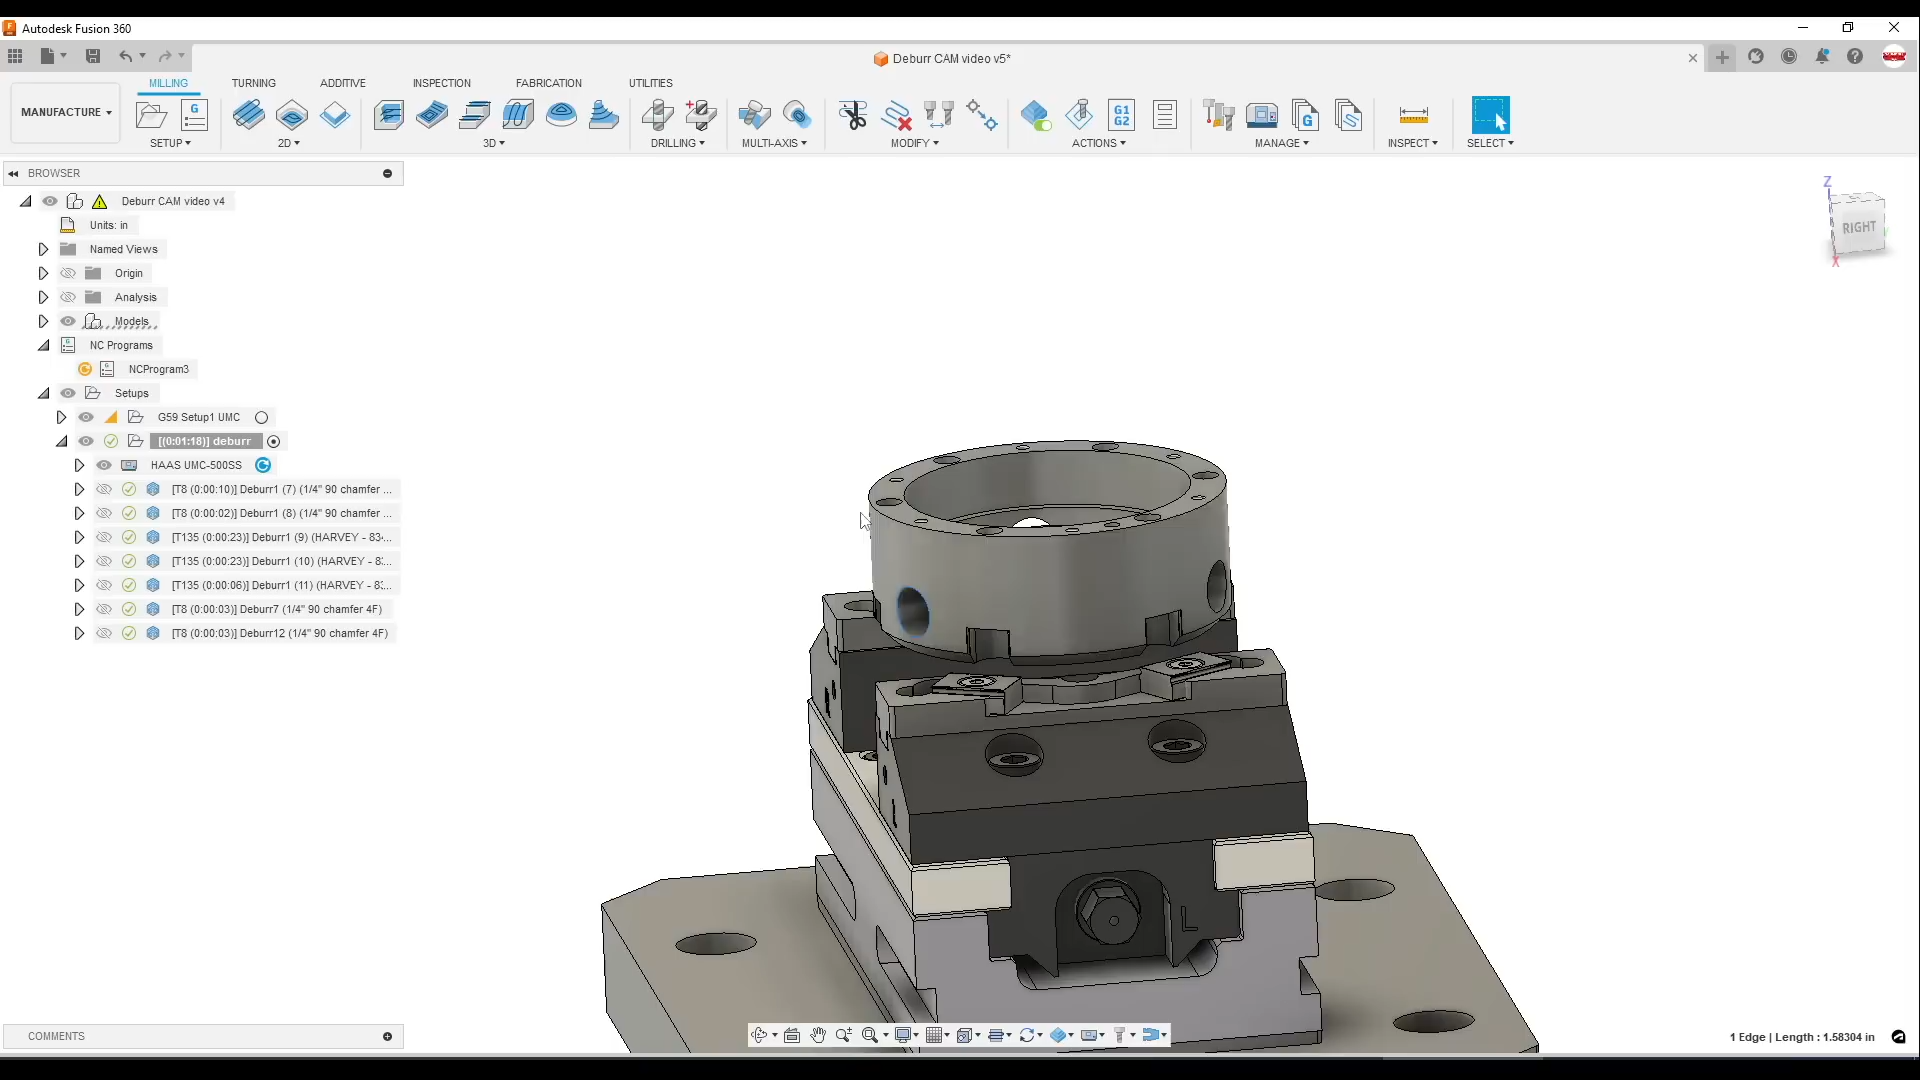 Autodesk Fusion 360
Deburr CAM video v5*
MILLING
TURNING
ADDITIVE
INSPECTION
FABRICATION
UTILITIES
MANUFACTURE
G
G1
G2
G
SETUP
2D
3D
DRILLING
MULTI-AXIS
MODIFY
ACTIONS
MANAGE
INSPECT
SELECT
BROWSER
Deburr CAM video v4
Units: in
Named Views
Origin
Analysis
Models
NC Programs
NCProgram3
Setups
G59 Setup1 UMC
[(0:01:18)] deburr
HAAS UMC-500SS
[T8 (0:00:10)] Deburr1 (7) (1/4" 90 chamfer ...
[T8 (0:00:02)] Deburr1 (8) (1/4" 90 chamfer ...
[T135 (0:00:23)] Deburr1 (9) (HARVEY - 83-...
[T135 (0:00:23)] Deburr1 (10) (HARVEY - 8...
[T135 (0:00:06)] Deburr1 (11) (HARVEY - 8...
[T8 (0:00:03)] Deburr7 (1/4" 90 chamfer 4F)
[T8 (0:00:03)] Deburr12 (1/4" 90 chamfer 4F)
Z
RIGHT
X
L
COMMENTS
1 Edge | Length : 1.58304 in